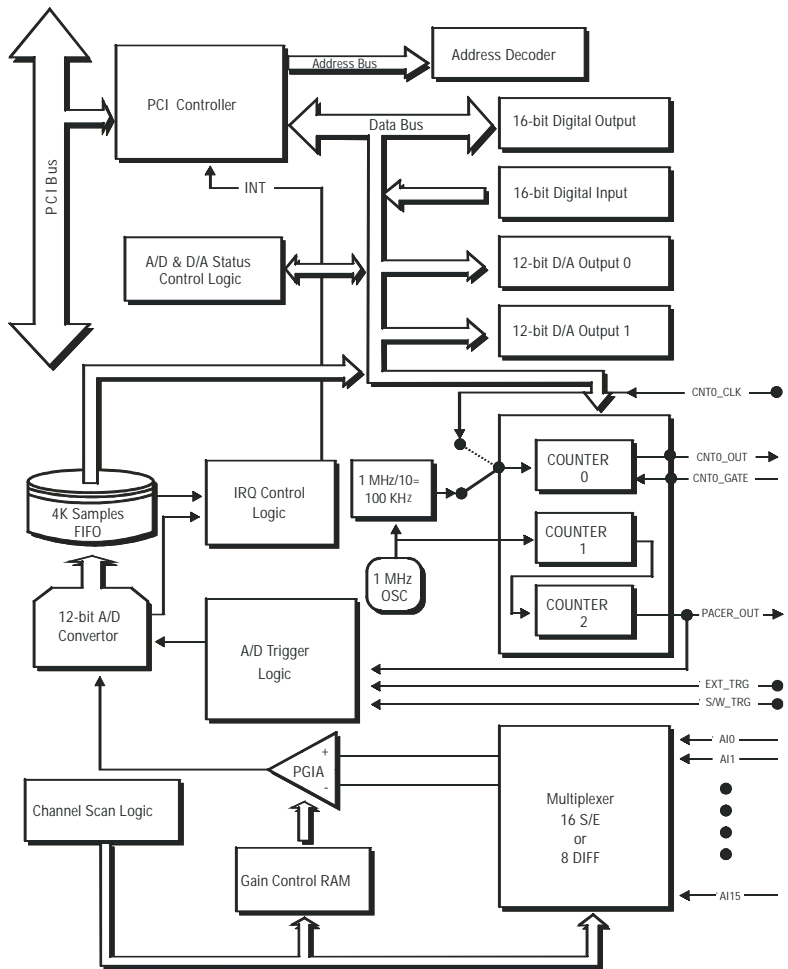 PCI Bus
PCI Controller
Address Bus
Address Decoder
Data Bus
16-bit Digital Output
INT
16-bit Digital Input
A/D & D/A Status
Control Logic
12-bit D/A Output 0
12-bit D/A Output 1
CNT0_CLK
4K Samples
FIFO
IRQ Control
Logic
1 MHz/10=
100 KHz
COUNTER
0
CNT0_OUT
CNT0_GATE
COUNTER
1
1 MHz
OSC
COUNTER
2
PACER_OUT
12-bit A/D
Convertor
A/D Trigger
Logic
EXT_TRG
S/W_TRG
PGIA
+
-
Multiplexer
16 S/E
or
8 DIFF
AI0
AI1
AI15
Channel Scan Logic
Gain Control RAM